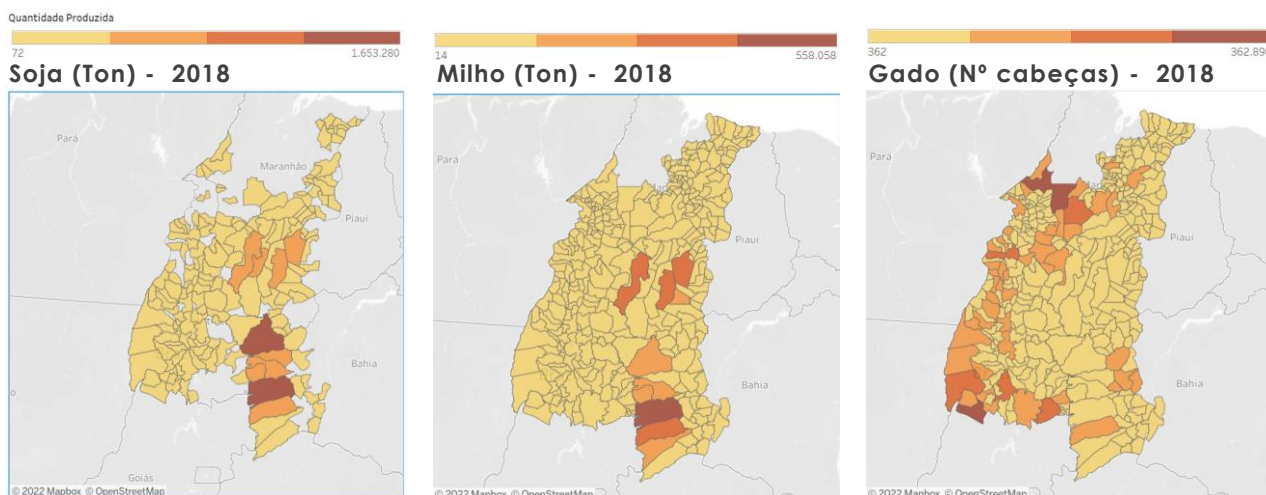 Quantidade Produzida
72 1.653.280
Soja (Ton) - 2018
Pará
Maranhão
Piauí
Bahia
Goiás
© 2022 Mapbox © OpenStreetMap
14 558.058
Milho (Ton) - 2018
Pará
Piauí
Bahia
© 2022 Mapbox © OpenStreetMap
362 362.89
Gado (Nº cabeças) - 2018
Pará
Piauí
Bahia
© 2022 Mapbox © OpenStreetMap